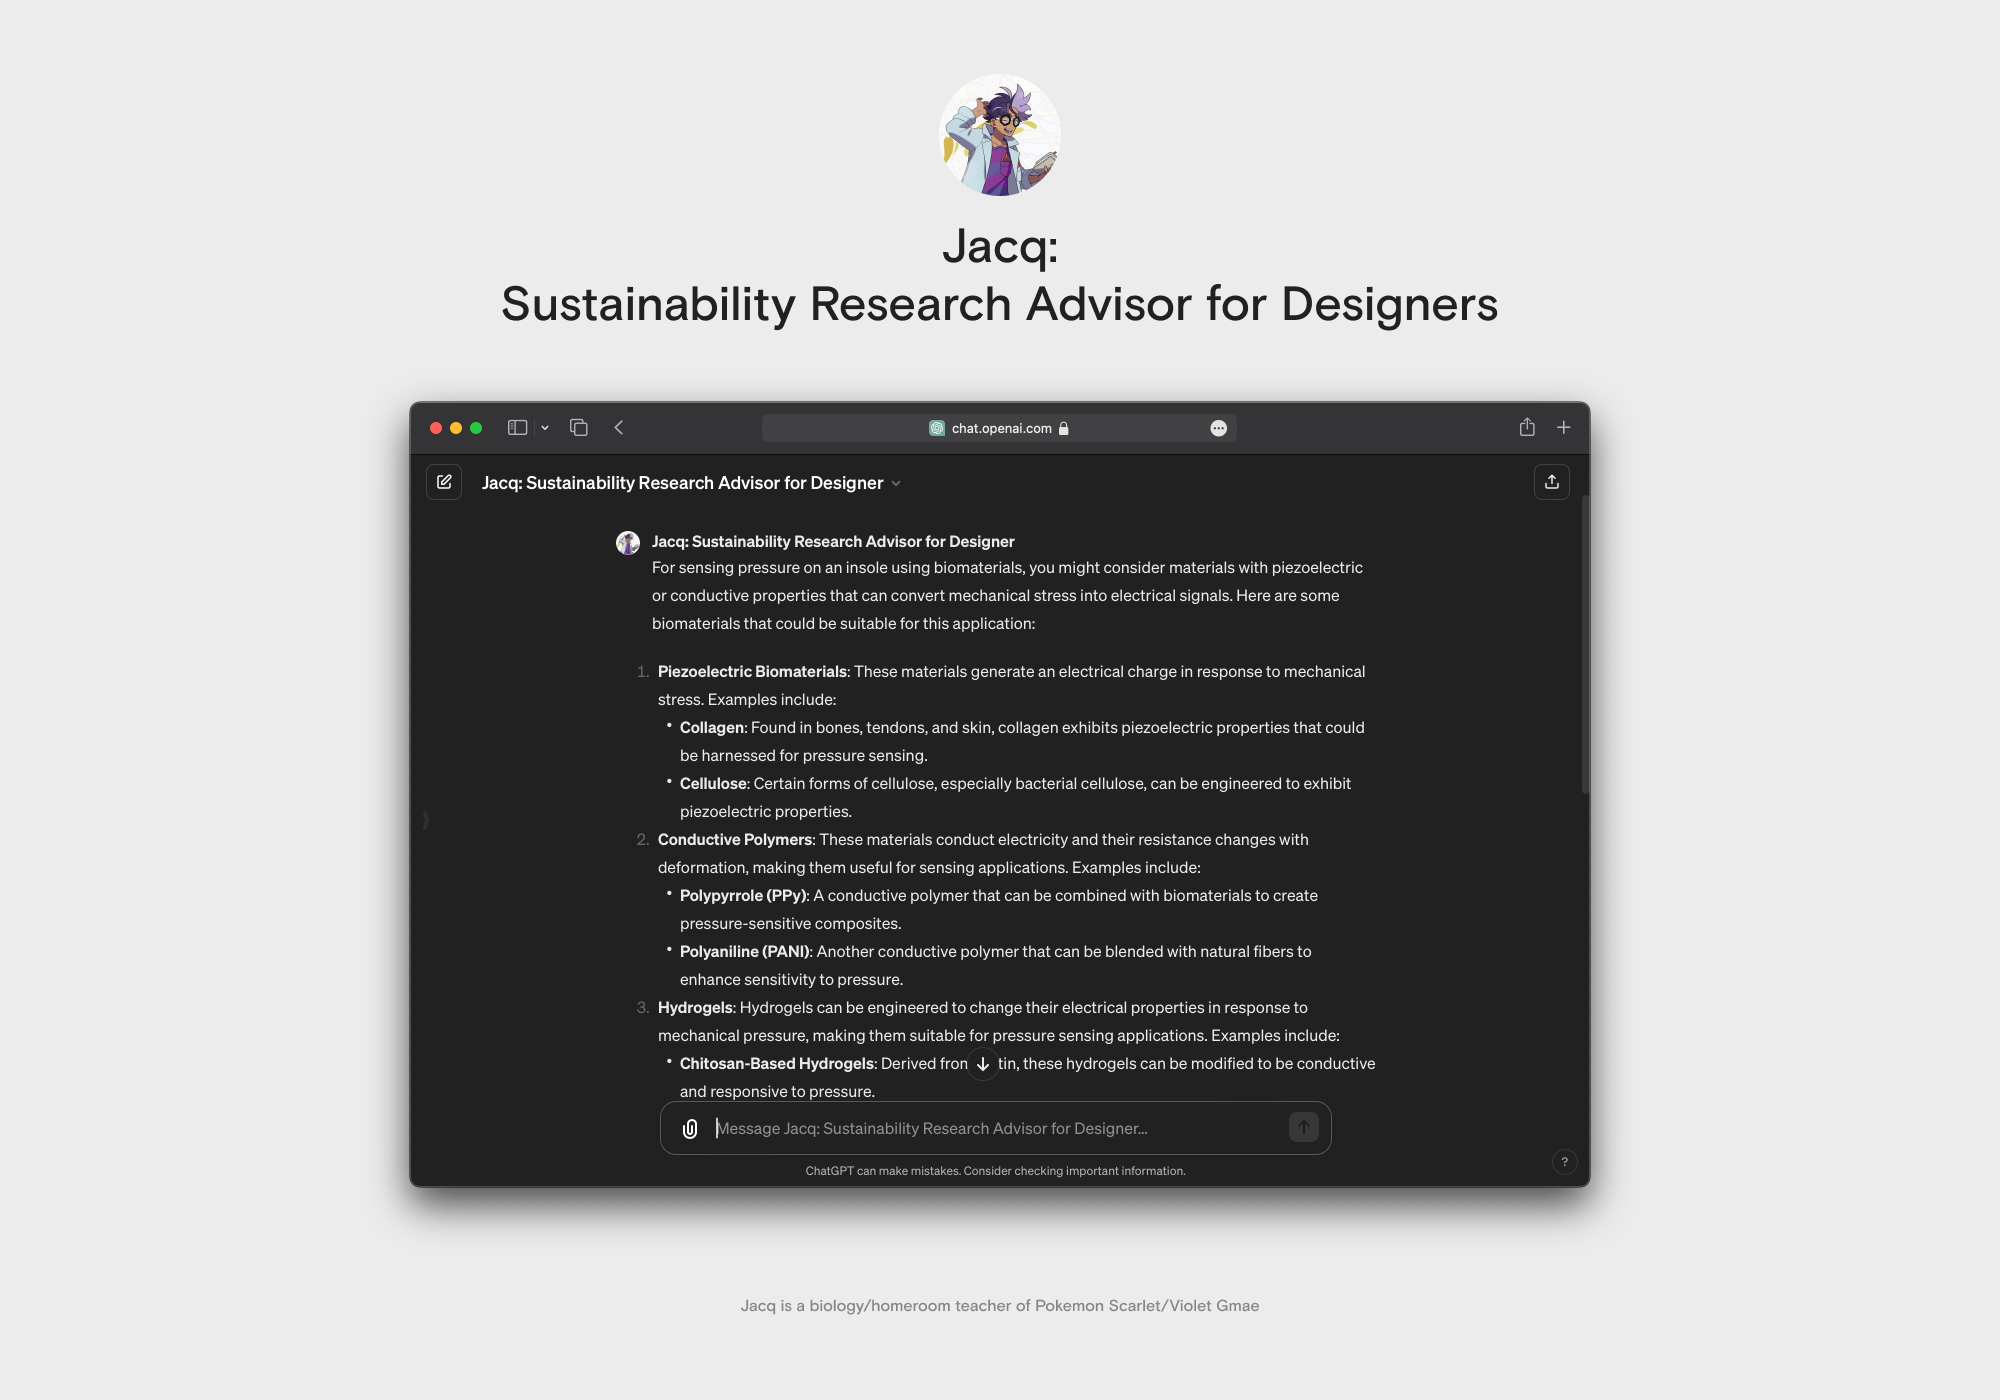 Jacq:
Sustainability Research Advisor for Designers
chat.openai.com
Jacq: Sustainability Research Advisor for Designer
Jacq: Sustainability Research Advisor for Designer
For sensing pressure on an insole using biomaterials, you might consider materials with piezoelectric
or conductive properties that can convert mechanical stress into electrical signals. Here are some
biomaterials that could be suitable for this application:
1. Piezoelectric Biomaterials: These materials generate an electrical charge in response to mechanical
stress. Examples include:
• Collagen: Found in bones, tendons, and skin, collagen exhibits piezoelectric properties that could
be harnessed for pressure sensing.
• Cellulose: Certain forms of cellulose, especially bacterial cellulose, can be engineered to exhibit
piezoelectric properties.
2. Conductive Polymers: These materials conduct electricity and their resistance changes with
deformation, making them useful for sensing applications. Examples include:
• Polypyrrole (PPy): A conductive polymer that can be combined with biomaterials to create
pressure-sensitive composites.
• Polyaniline (PANI): Another conductive polymer that can be blended with natural fibers to
enhance sensitivity to pressure.
3. Hydrogels: Hydrogels can be engineered to change their electrical properties in response to
mechanical pressure, making them suitable for pressure sensing applications. Examples include:
• Chitosan-Based Hydrogels: Derived these hydrogels can be modified to be conductive
and responsive to pressure.
Message Jacq: Sustainability Research Advisor for Designer...
ChatGPT can make mistakes. Consider checking important information.
?
Jacq is a biology/homeroom teacher of Pokemon Scarlet/Violet Gmae